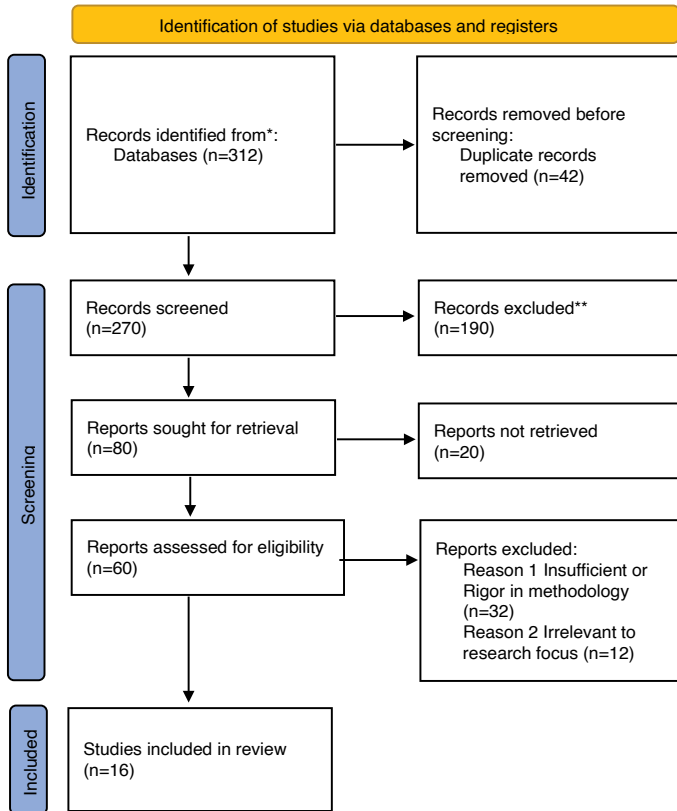 Identification of studies via databases and registers
Identification
Records identified from*:
Databases (n=312)
Records removed before
screening:
Duplicate records
removed (n=42)
Screening
Records screened
(n=270)
Records excluded**
(n=190)
Reports sought for retrieval
(n=80)
Reports not retrieved
(n=20)
Reports assessed for eligibility
(n=60)
Reports excluded:
Reason 1 Insufficient or
Rigor in methodology
(n=32)
Reason 2 Irrelevant to
research focus (n=12)
Included
Studies included in review
(n=16)